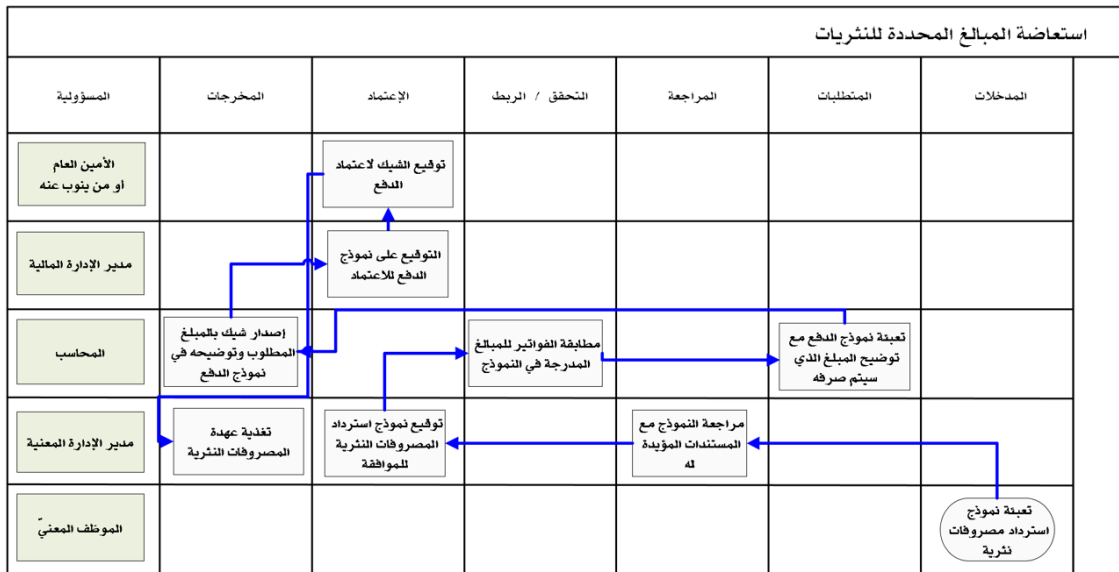 استعاضة المبالغ المحددة للنثريات
المدخلات
المتطلبات
المراجعة
التحقق / الربط
الإعتماد
المخرجات
المسؤولية
توقيع الشيك لاعتماد
الدفع
الأمين العام
او من ينوب عنه
التوقيع على نموذج
الدفع للاعتماد
مدير الإدارة المالية
تعبئة نموذج الدفع مع
توضيح المبلغ الذي
سيتم صرفه
مطابقة الفواتير للمبالغ
المدرجة في النموذج
إصدار شيك بالمبلغ
المطلوب وتوضيحه في
نموذج الدفع
المحاسب
مراجعة النموذج مع
المستندات المؤيدة
له
توقيع نموذج استرداد
المصروفات النثرية
للموافقة
تغذية عهدة
المصروفات النثرية
مدير الإدارة المعنية
تعبئة نموذج
استرداد مصروفات
نثرية
الموظف المعنيّ